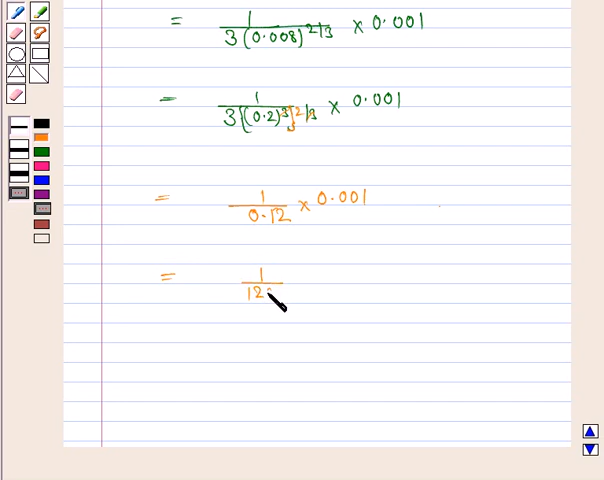 = 1/3(0.008)^2/3 × 0.001
= 1/3[(0.2)^3]^2/3 × 0.001
= 1/0.12 × 0.001
= 1/12